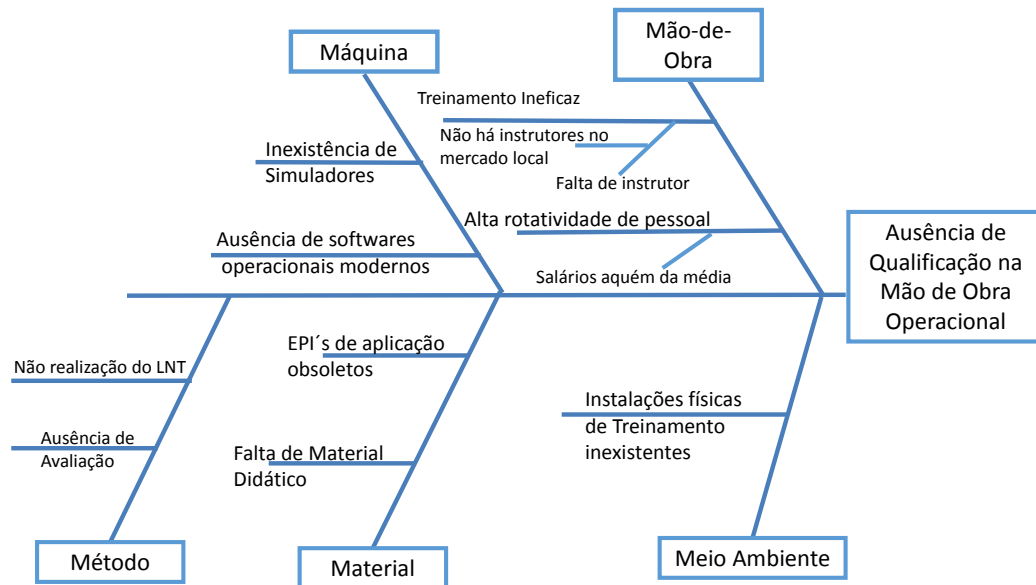 Máquina
Mão-de-
Obra
Treinamento Ineficaz
Não há instrutores no
mercado local
Falta de instrutor
Inexistência de
Simuladores
Alta rotatividade de pessoal
Salários aquém da média
Ausência de softwares
operacionais modernos
Ausência de
Qualificação na
Mão de Obra
Operacional
Não realização do LNT
Ausência de
Avaliação
EPI´s de aplicação
obsoletos
Falta de Material
Didático
Instalações físicas
de Treinamento
inexistentes
Método
Material
Meio Ambiente